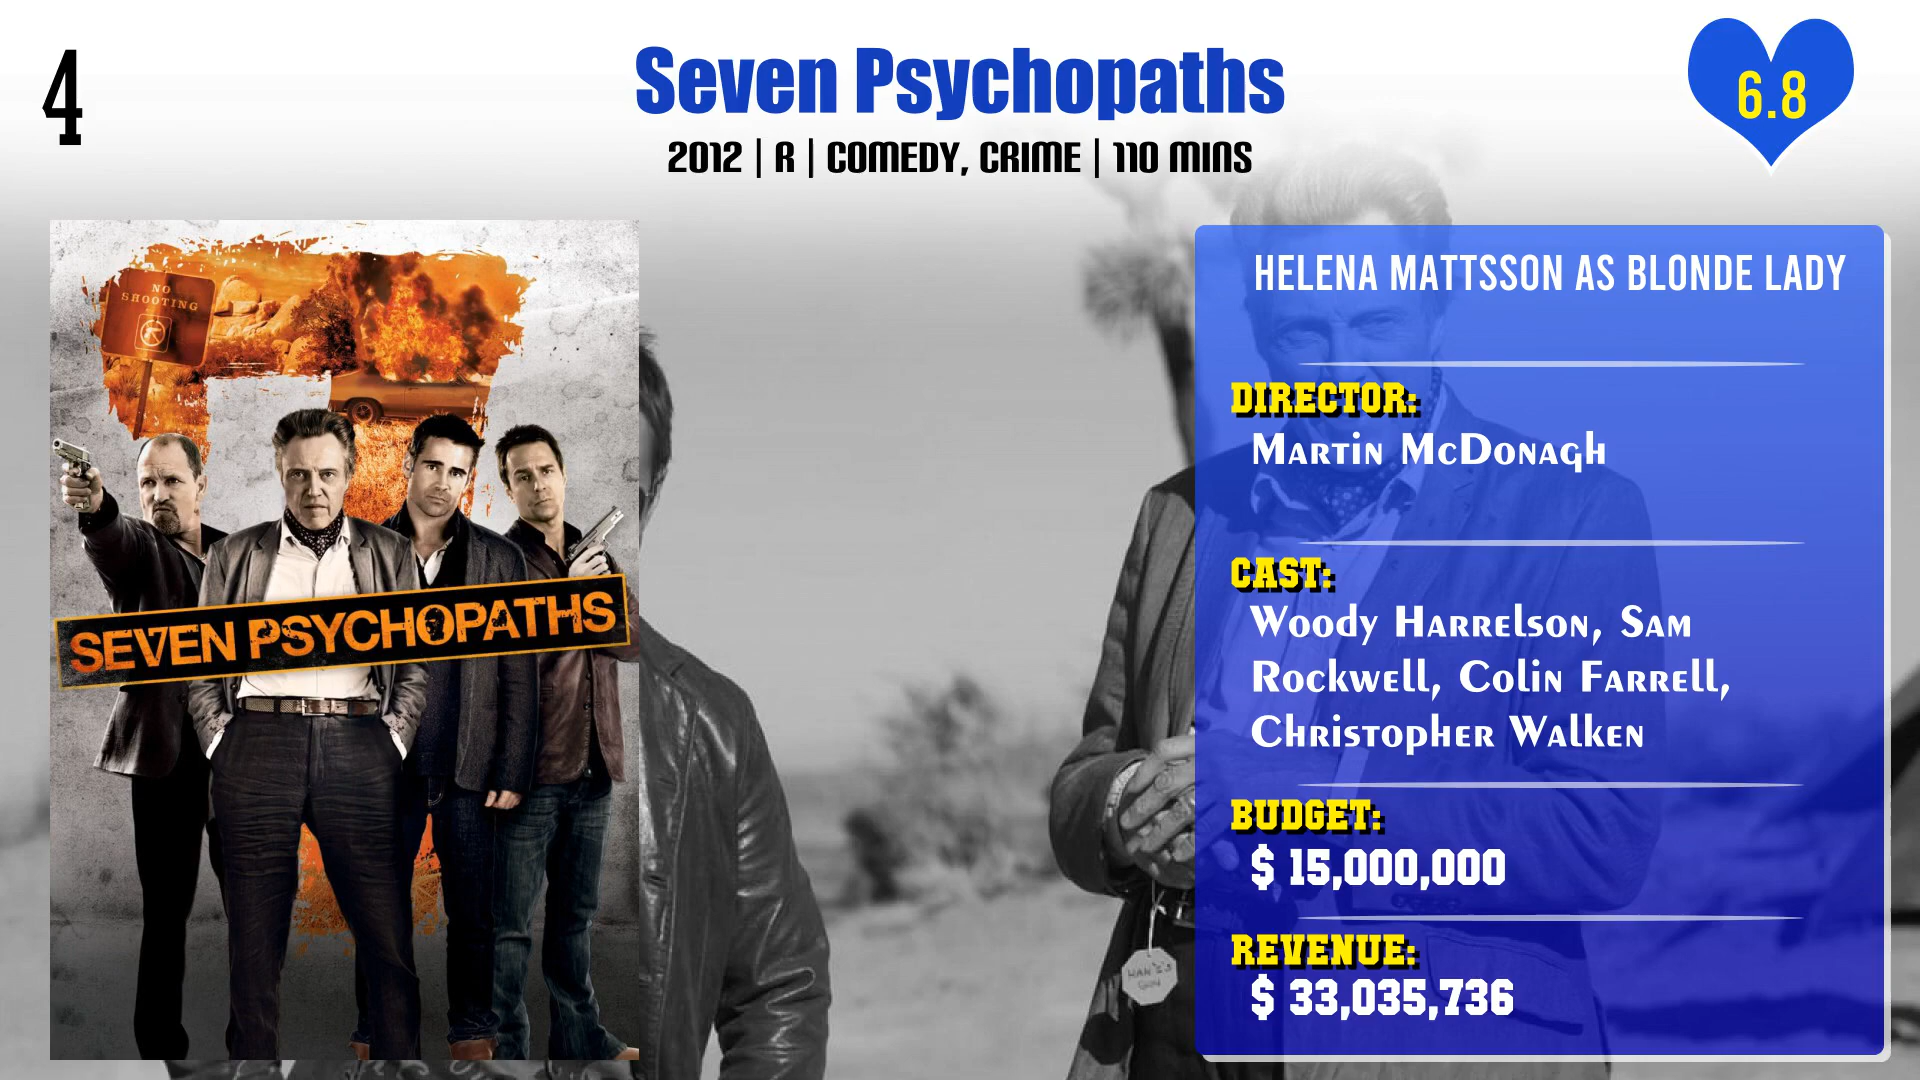 4
Seven Psychopaths
2012 | R | COMEDY, CRIME | 110 MINS
6.8
NO
SHOOTING
SEVEN PSYCHOPATHS
HELENA MATTSSON AS BLONDE LADY
DIRECTOR:
Martin McDonagh
CAST:
Woody Harrelson, Sam
Rockwell, Colin Farrell,
Christopher Walken
BUDGET:
$ 15,000,000
REVENUE:
$ 33,035,736
HAN'S
GUN